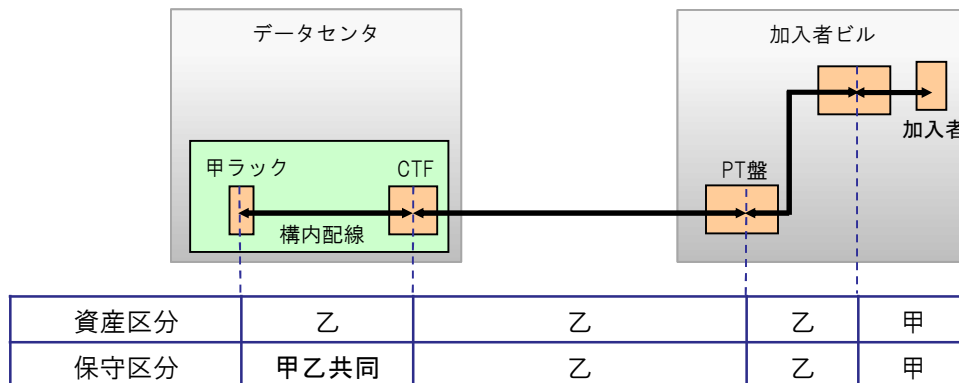 データセンタ
加入者ビル
加入者
甲ラック
CTF
PT盤
構内配線
資産区分 乙 乙 乙 甲
保守区分 甲乙共同 乙 乙 甲